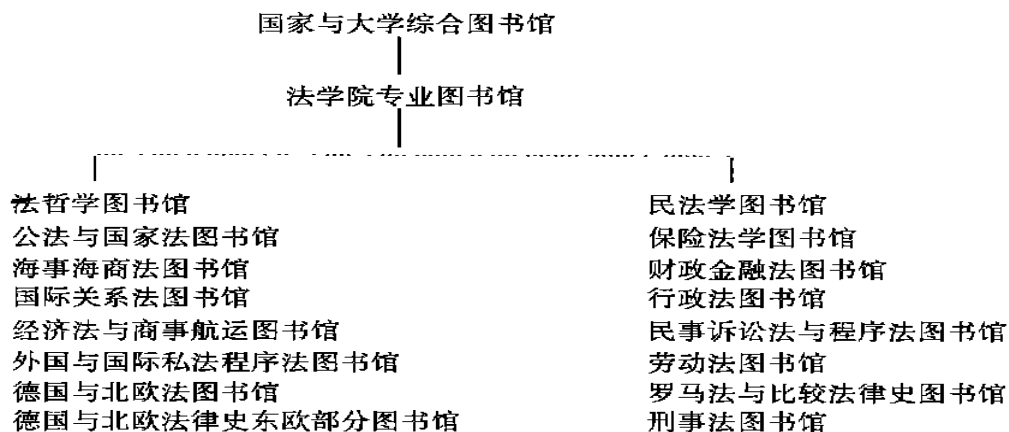 国家与大学综合图书馆
法学院专业图书馆
法哲学图书馆
公法与国家法图书馆
海事海商法图书馆
国际关系法图书馆
经济法与商事航运图书馆
外国与国际私法程序法图书馆
德国与北欧法图书馆
德国与北欧法律史东欧部分图书馆
民法学图书馆
保险法学图书馆
财政金融法图书馆
行政法图书馆
民事诉讼法与程序法图书馆
劳动法图书馆
罗马法与比较法律史图书馆
刑事法图书馆